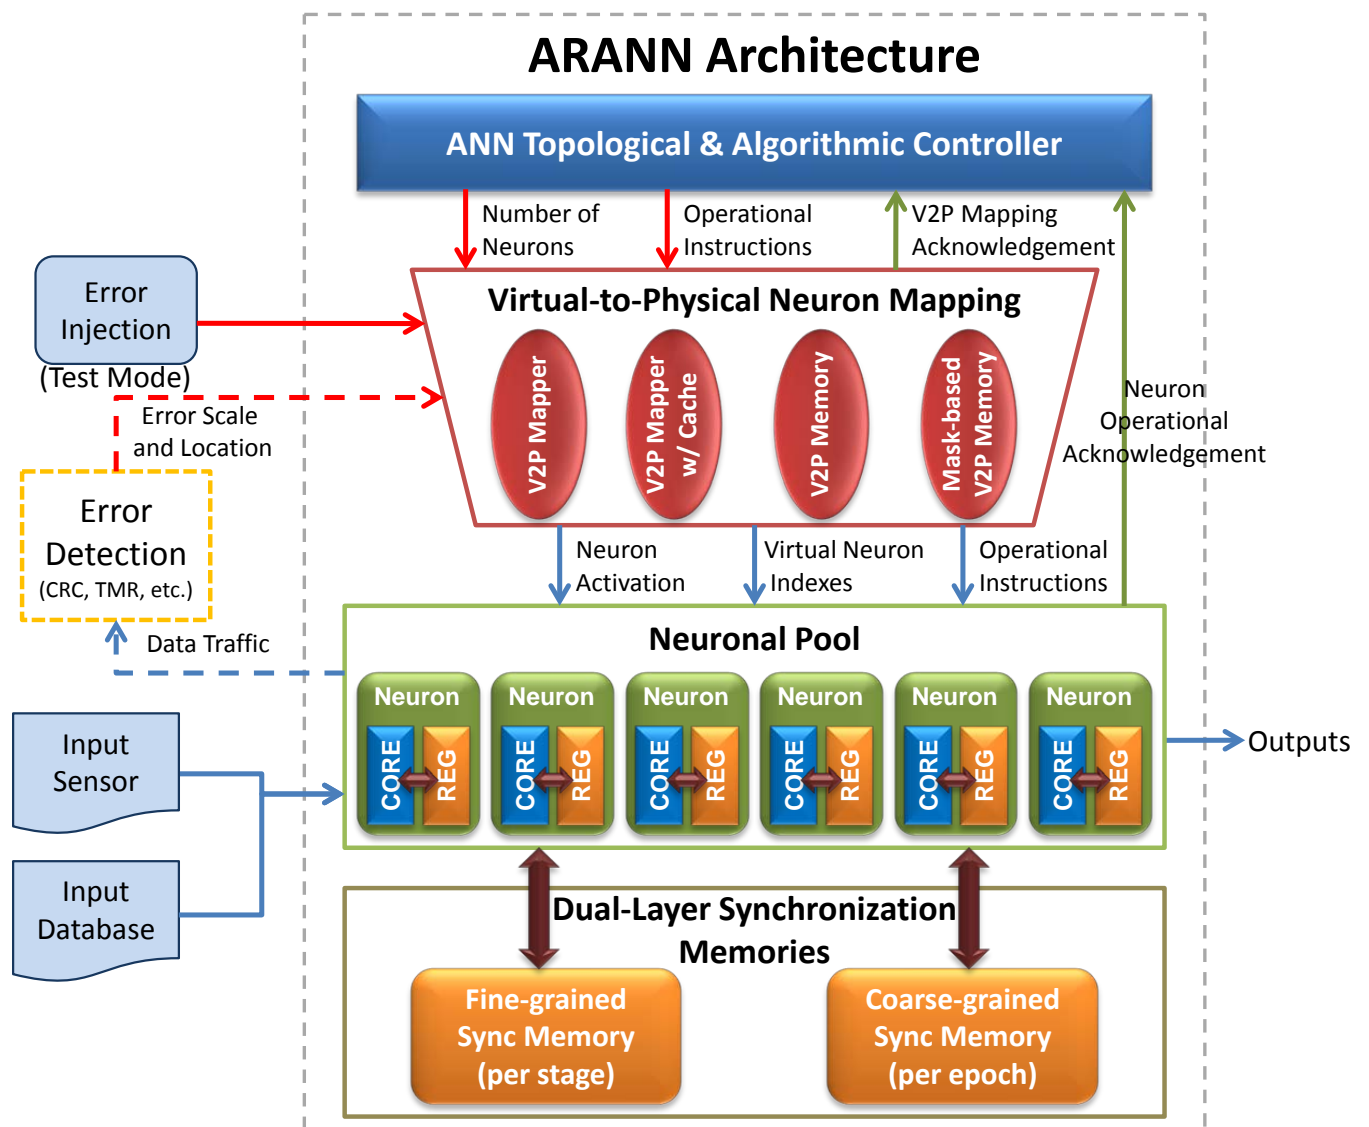 ARANN Architecture
ANN Topological & Algorithmic Controller
Number of
Neurons
Operational
Instructions
V2P Mapping
Acknowledgement
Error
Injection
(Test Mode)
Virtual-to-Physical Neuron Mapping
V2P Mapper
V2P Mapper
w/ Cache
V2P Memory
Mask-based
V2P Memory
Neuron
Operational
Acknowledgement
Error Scale
and Location
Error
Detection
(CRC, TMR, etc.)
Neuron
Activation
Virtual Neuron
Indexes
Operational
Instructions
Data Traffic
Neuronal Pool
Neuron
CORE
REG
Neuron
CORE
REG
Neuron
CORE
REG
Neuron
CORE
REG
Neuron
CORE
REG
Neuron
CORE
REG
Input
Sensor
Outputs
Input
Database
Dual-Layer Synchronization
Memories
Fine-grained
Sync Memory
(per stage)
Coarse-grained
Sync Memory
(per epoch)